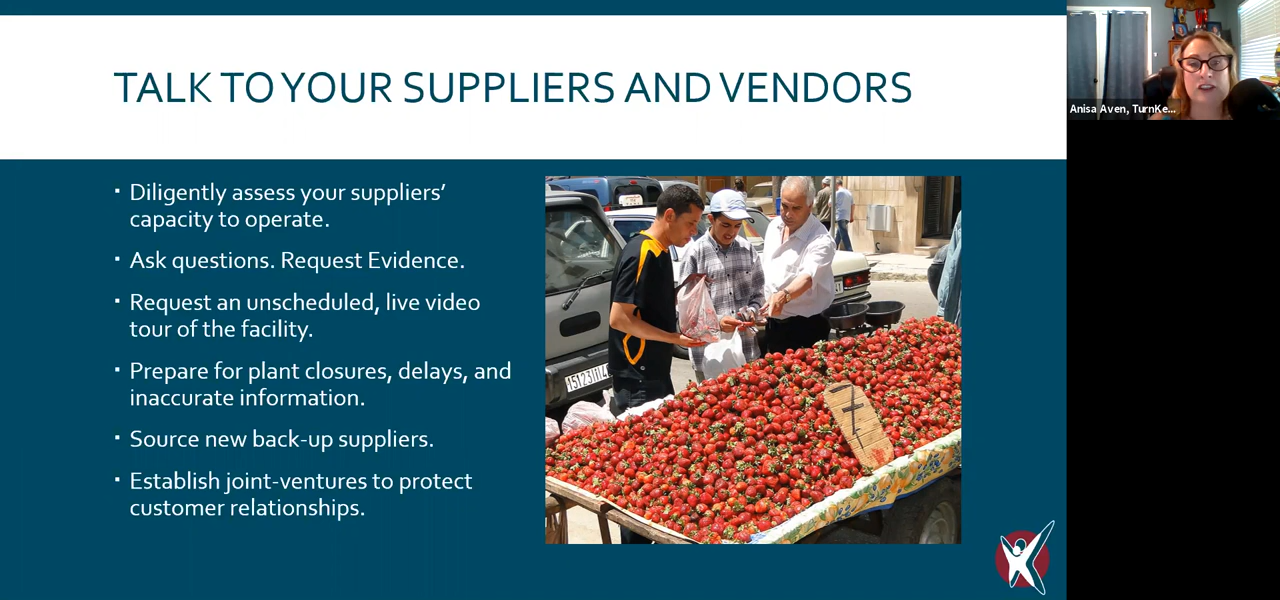 TALK TO YOUR SUPPLIERS AND VENDORS
▪ Diligently assess your suppliers'
capacity to operate.
▪ Ask questions. Request Evidence.
▪ Request an unscheduled, live video
tour of the facility.
▪ Prepare for plant closures, delays, and
inaccurate information.
▪ Source new back-up suppliers.
▪ Establish joint-ventures to protect
customer relationships.
Anisa Aven, TurnKe...